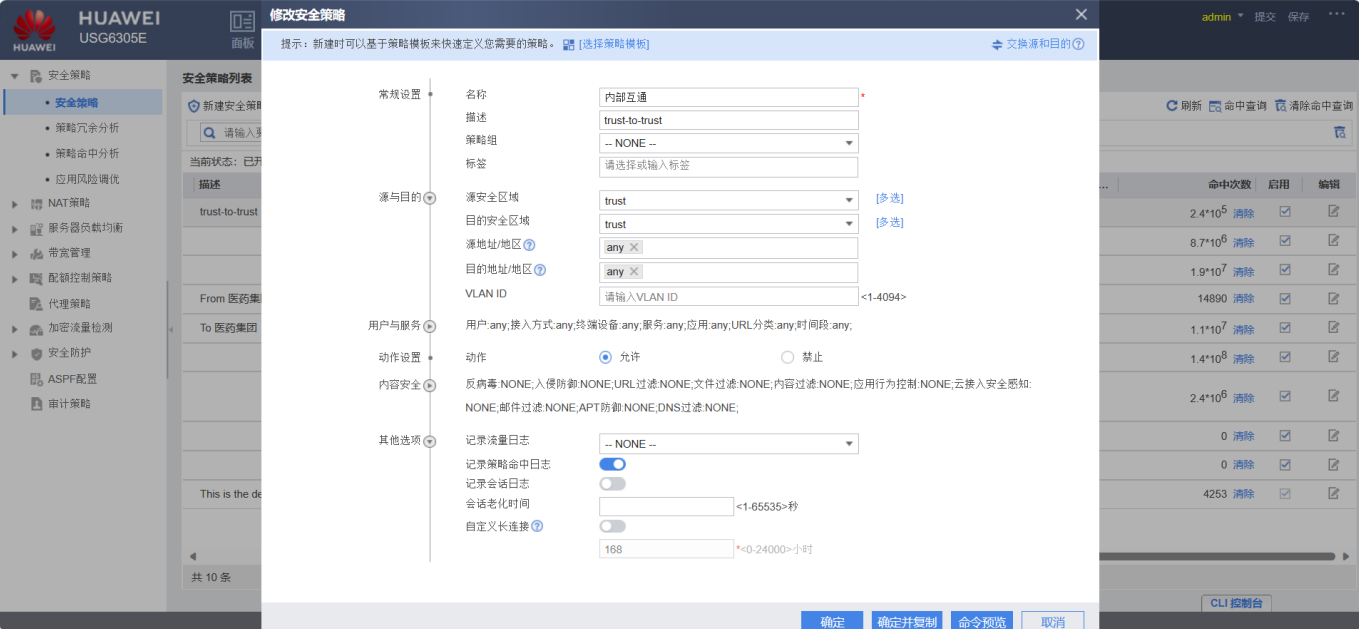 HUAWEI
HUAWEI
USG6305E
面板
admin
提交
保存
...
安全策略
安全策略
策略冗余分析
策略命中分析
应用风险调优
NAT策略
服务器负载均衡
带宽管理
配额控制策略
代理策略
加密流量检测
安全防护
ASPF配置
审计策略
安全策略列表
新建安全策
请输入
当前状态：已
描述
trust-to-trust
From 医药集
To 医药集团
This is the de
共 10 条
修改安全策略
提示：新建时可以基于策略模板来快速定义您需要的策略。 [选择策略模板]
交换源和目的
常规设置
名称 内部互通 *
描述 trust-to-trust
策略组 -- NONE --
标签 请选择或输入标签
源与目的
源安全区域 trust [多选]
目的安全区域 trust [多选]
源地址/地区 any
目的地址/地区 any
VLAN ID 请输入VLAN ID <1-4094>
用户与服务 用户:any;接入方式:any;终端设备:any;服务:any;应用:any;URL分类:any;时间段:any;
动作设置 动作 允许 禁止
内容安全 反病毒:NONE;入侵防御:NONE;URL过滤:NONE;文件过滤:NONE;内容过滤:NONE;应用行为控制:NONE;云接入安全感知:
NONE;邮件过滤:NONE;APT防御:NONE;DNS过滤:NONE;
其他选项 记录流量日志 -- NONE --
记录策略命中日志
记录会话日志
会话老化时间 <1-65535>秒
自定义长连接
168 *<0-24000>小时
确定 确定并复制 命令预览 取消
刷新 命中查询 清除命中查询
... 命中次数 启用 编辑
2.4*10^5 清除
8.7*10^6 清除
1.9*10^7 清除
14890 清除
1.1*10^7 清除
1.4*10^8 清除
2.4*10^6 清除
0 清除
0 清除
4253 清除
CLI 控制台